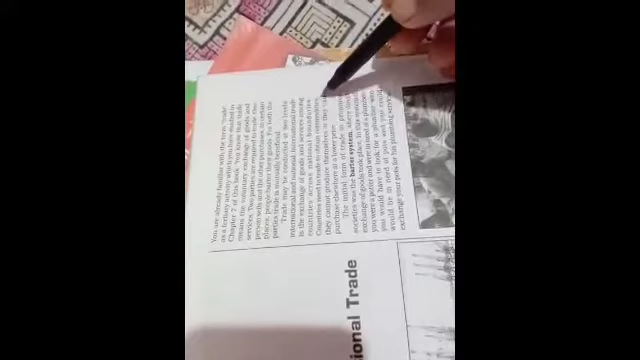 You are already familiar with the term "trade"
as a tertiary activity which you have studied in
Chapter 7 of this book. You know that trade
means the voluntary exchange of goods and
services. Two parties are required to trade. One
person sells and the other purchases. In certain
places, people barter their goods. For both the
parties trade is mutually beneficial.
Trade may be conducted at two levels
international and national. International trade
is the exchange of goods and services among
countries across national boundaries.
Countries need to trade to obtain commodities,
they cannot produce themselves or they can
purchase elsewhere at a lower price.
The initial form of trade in primitive
societies was the barter system, where direct
exchange of goods took place. In this system if
you were a potter and were in need of a plumber,
you would have to look for a plumber who
would be in need of pots and you could
exchange your pots for his plumbing service.
ional Trade